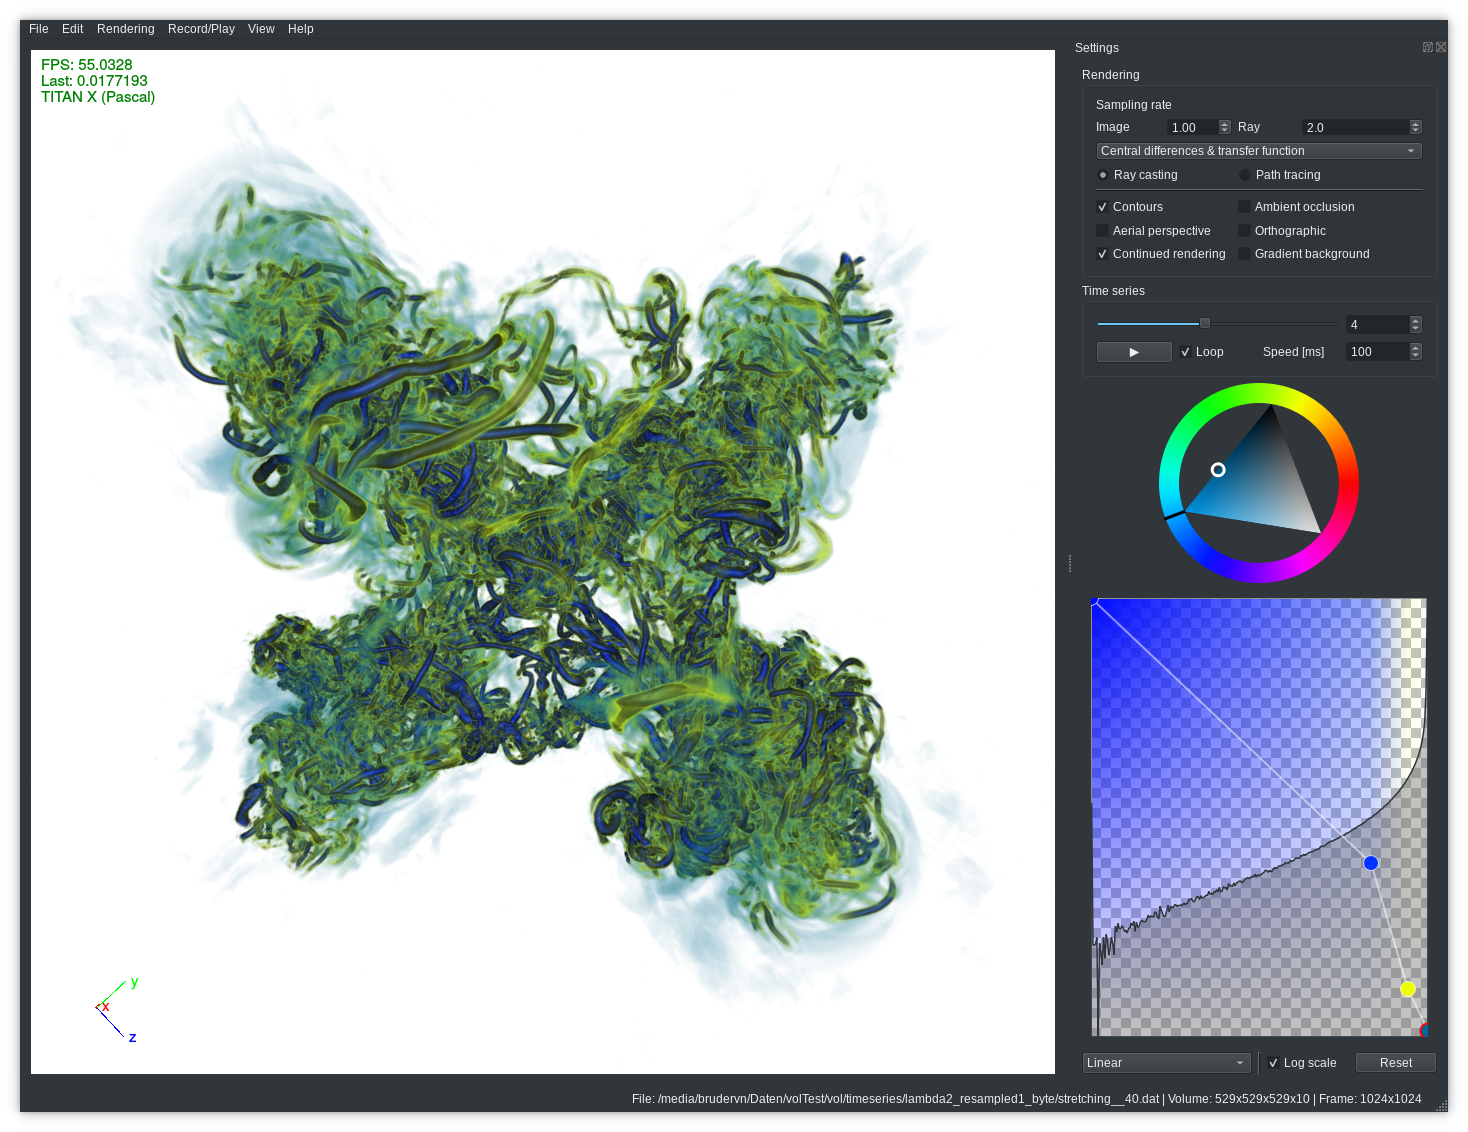 File Edit Rendering Record/Play View Help
Settings
FPS: 55.0328
Last: 0.0177193
TITAN X (Pascal)
Rendering
Sampling rate
Image 1.00 Ray 2.0
Central differences & transfer function
Ray casting Path tracing
Contours Ambient occlusion
Aerial perspective Orthographic
Continued rendering Gradient background
Time series
4
Loop Speed [ms] 100
y
x
z
Linear Log scale Reset
File: /media/brudervn/Daten/volTest/vol/timeseries/lambda2_resampled1_byte/stretching__40.dat | Volume: 529x529x529x10 | Frame: 1024x1024